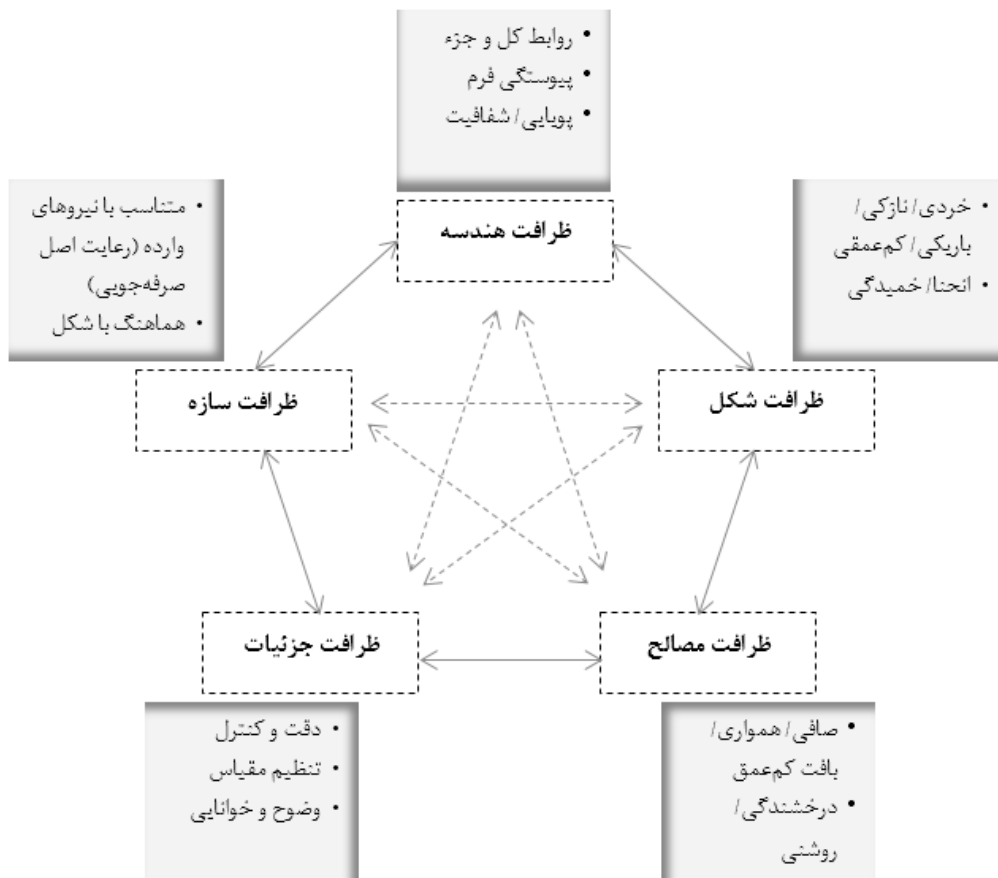 • روابط کل و جزء
• پیوستگی فرم
• پویایی/ شفافیت
ظرافت هندسه
• خردی/ نازکی/
باریکی/ کم‌عمقی
• انحنا/ خمیدگی
ظرافت شکل
• متناسب با نیروهای
وارده (رعایت اصل
صرفه‌جویی)
• هماهنگ با شکل
ظرافت سازه
ظرافت مصالح
• صافی/ همواری/
بافت کم‌عمق
• درخشندگی/
روشنی
ظرافت جزئیات
• دقت و کنترل
• تنظیم مقیاس
• وضوح و خوانایی